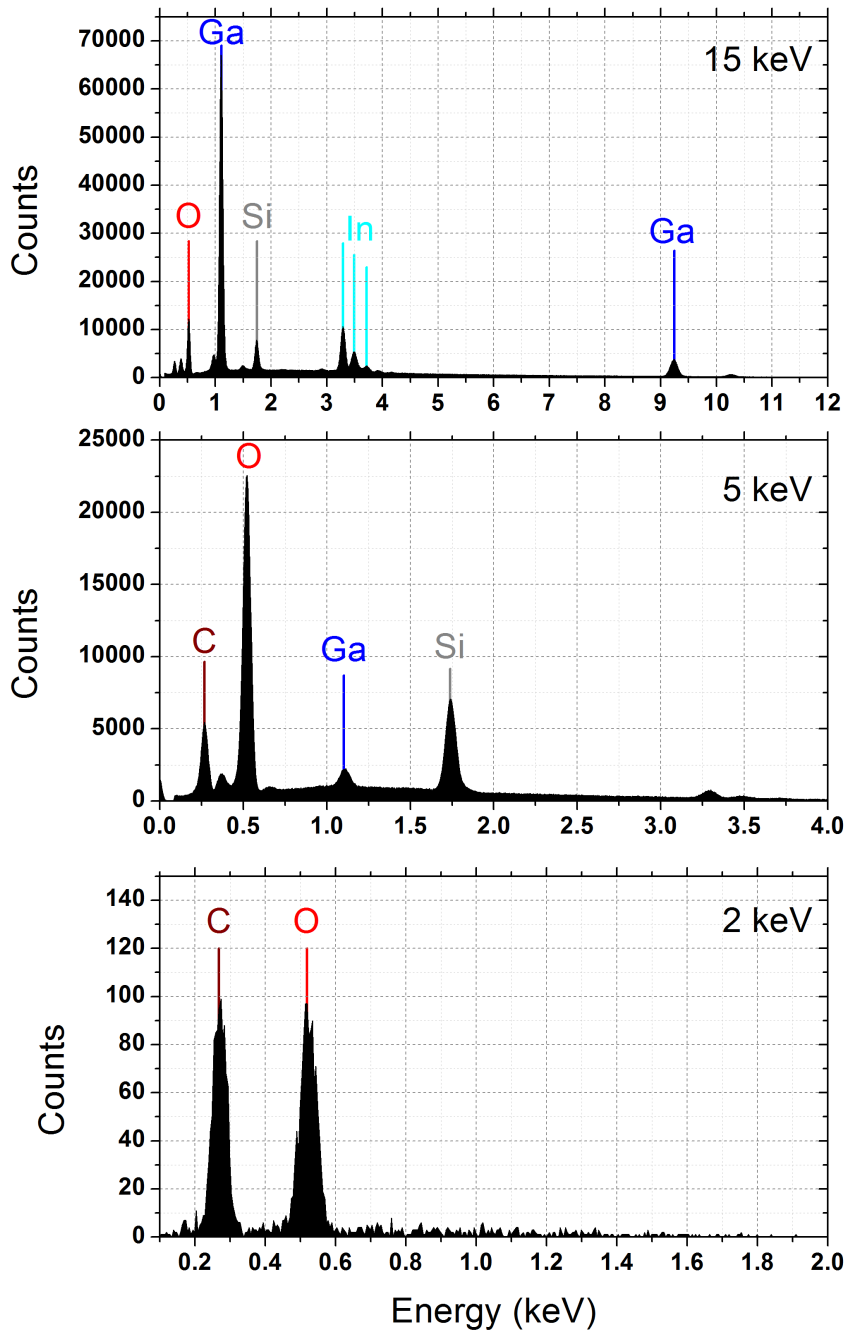 Ga
70000
15 keV
60000
50000
40000
O
Si
In
Ga
30000
20000
10000
0
Counts
0 1 2 3 4 5 6 7 8 9 10 11 12
25000
O
5 keV
20000
15000
C
Ga
Si
10000
5000
0
Counts
0.0 0.5 1.0 1.5 2.0 2.5 3.0 3.5 4.0
140
C
O
2 keV
120
100
80
60
40
20
0
Counts
0.2 0.4 0.6 0.8 1.0 1.2 1.4 1.6 1.8 2.0
Energy (keV)